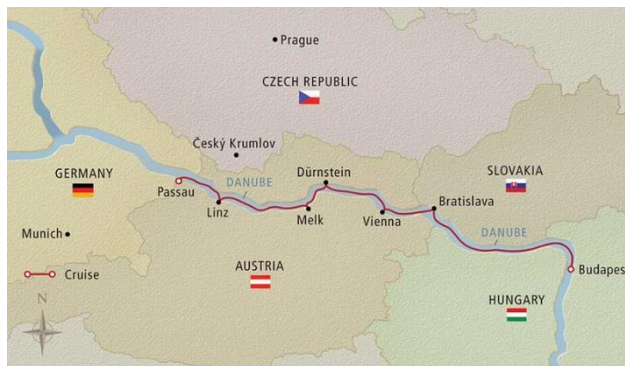 Prague
CZECH REPUBLIC
Český Krumlov
GERMANY
Passau
DANUBE
Dürnstein
SLOVAKIA
Linz
Melk
Vienna
Bratislava
Munich
DANUBE
Cruise
AUSTRIA
Budapes
N
HUNGARY